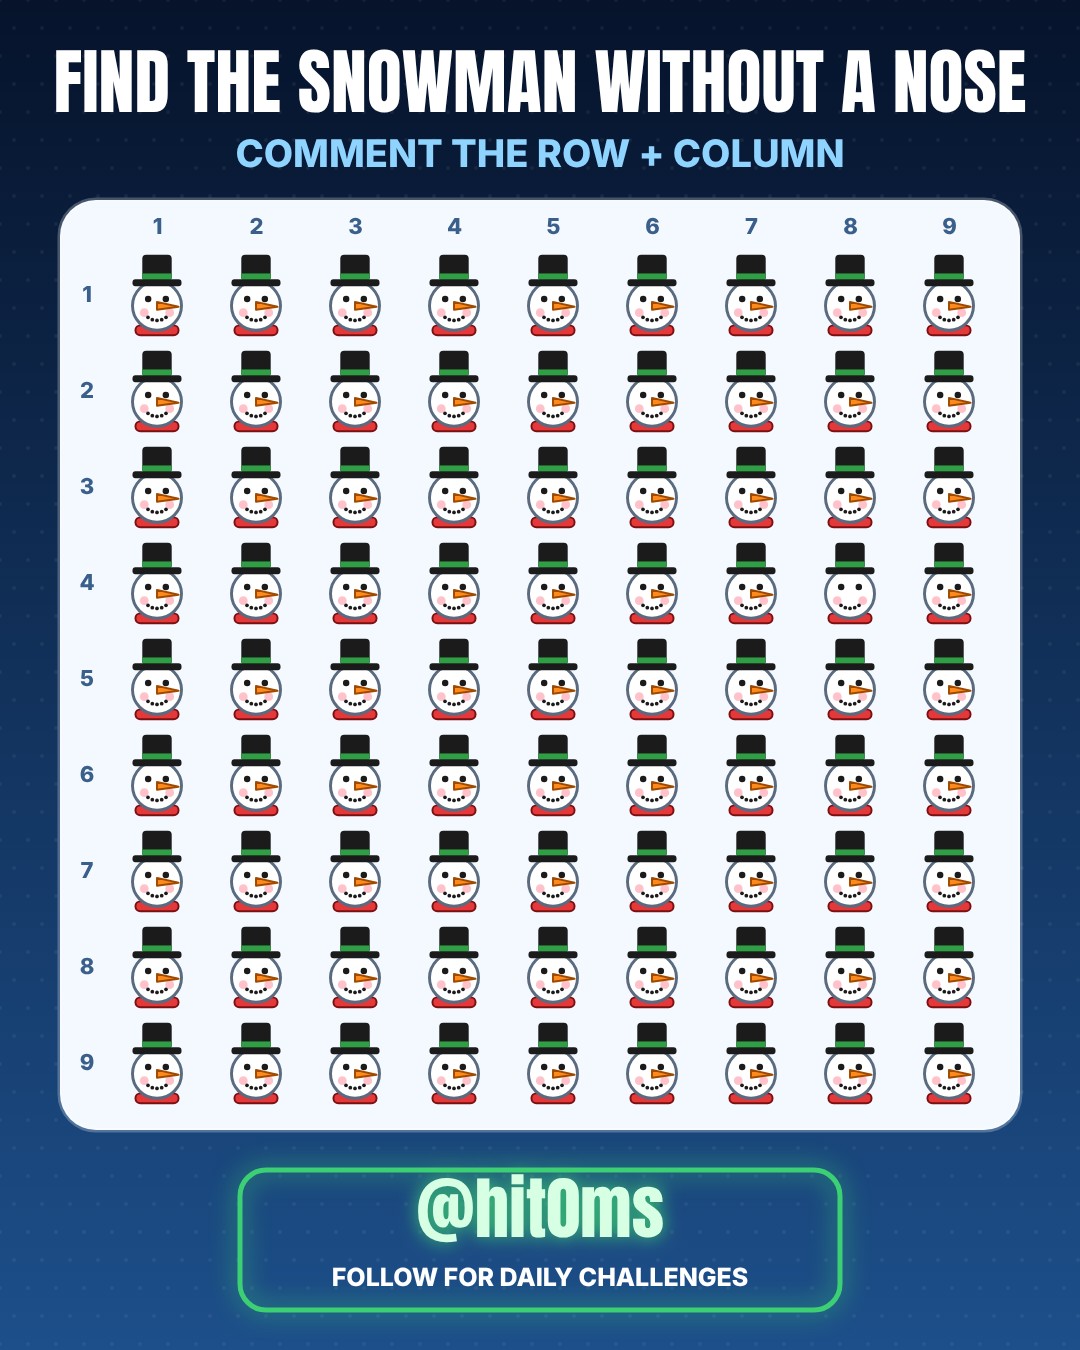 FIND THE SNOWMAN WITHOUT A NOSE
COMMENT THE ROW + COLUMN
1 2 3 4 5 6 7 8 9
1
2
3
4
5
6
7
8
9
@hit0ms
FOLLOW FOR DAILY CHALLENGES